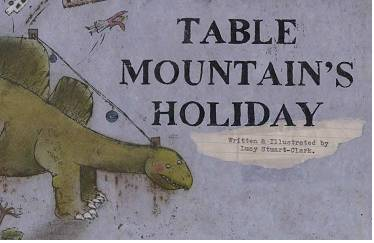 TABLE
MOUNTAIN'S
HOLIDAY
Written & Illustrated by
Lucy Stuart-Clark.